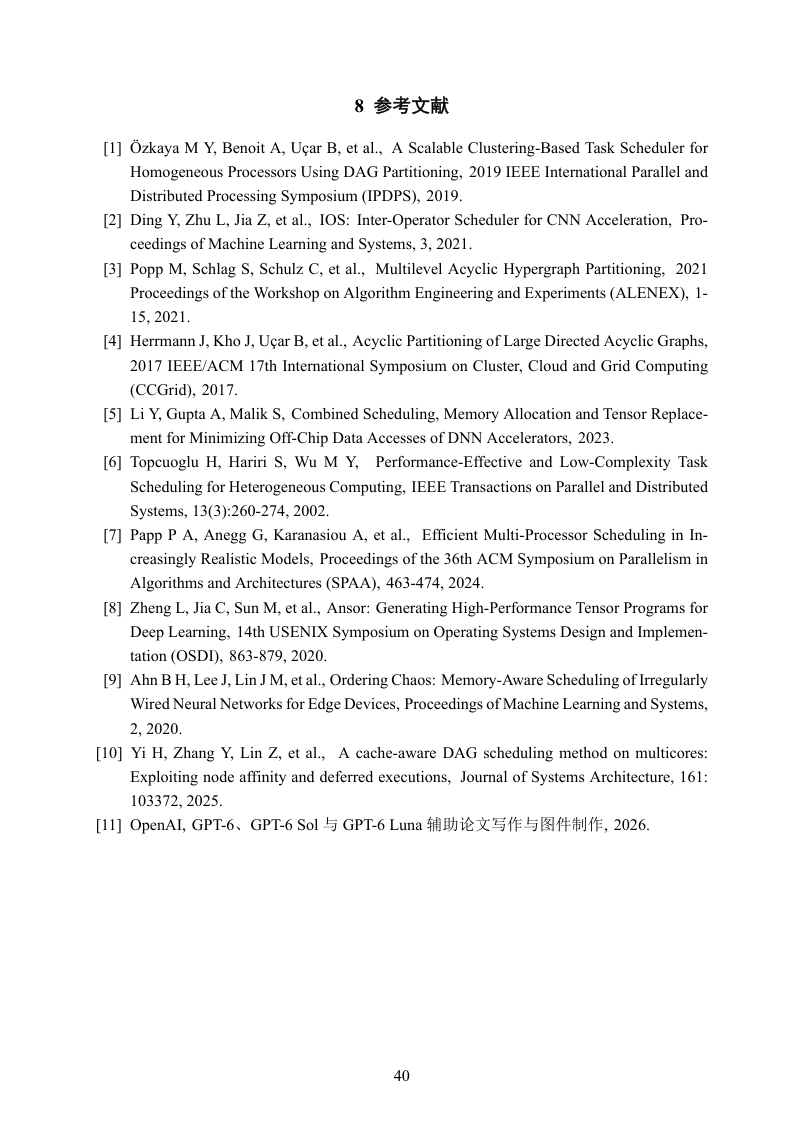 8 参考文献
[1] Özkaya M Y, Benoit A, Uçar B, et al., A Scalable Clustering-Based Task Scheduler for
Homogeneous Processors Using DAG Partitioning, 2019 IEEE International Parallel and
Distributed Processing Symposium (IPDPS), 2019.
[2] Ding Y, Zhu L, Jia Z, et al., IOS: Inter-Operator Scheduler for CNN Acceleration, Pro-
ceedings of Machine Learning and Systems, 3, 2021.
[3] Popp M, Schlag S, Schulz C, et al., Multilevel Acyclic Hypergraph Partitioning, 2021
Proceedings of the Workshop on Algorithm Engineering and Experiments (ALENEX), 1-
15, 2021.
[4] Herrmann J, Kho J, Uçar B, et al., Acyclic Partitioning of Large Directed Acyclic Graphs,
2017 IEEE/ACM 17th International Symposium on Cluster, Cloud and Grid Computing
(CCGrid), 2017.
[5] Li Y, Gupta A, Malik S, Combined Scheduling, Memory Allocation and Tensor Replace-
ment for Minimizing Off-Chip Data Accesses of DNN Accelerators, 2023.
[6] Topcuoglu H, Hariri S, Wu M Y, Performance-Effective and Low-Complexity Task
Scheduling for Heterogeneous Computing, IEEE Transactions on Parallel and Distributed
Systems, 13(3):260-274, 2002.
[7] Papp P A, Anegg G, Karanasiou A, et al., Efficient Multi-Processor Scheduling in In-
creasingly Realistic Models, Proceedings of the 36th ACM Symposium on Parallelism in
Algorithms and Architectures (SPAA), 463-474, 2024.
[8] Zheng L, Jia C, Sun M, et al., Ansor: Generating High-Performance Tensor Programs for
Deep Learning, 14th USENIX Symposium on Operating Systems Design and Implemen-
tation (OSDI), 863-879, 2020.
[9] Ahn B H, Lee J, Lin J M, et al., Ordering Chaos: Memory-Aware Scheduling of Irregularly
Wired Neural Networks for Edge Devices, Proceedings of Machine Learning and Systems,
2, 2020.
[10] Yi H, Zhang Y, Lin Z, et al., A cache-aware DAG scheduling method on multicores:
Exploiting node affinity and deferred executions, Journal of Systems Architecture, 161:
103372, 2025.
[11] OpenAI, GPT-6、GPT-6 Sol 与 GPT-6 Luna 辅助论文写作与图件制作, 2026.
40